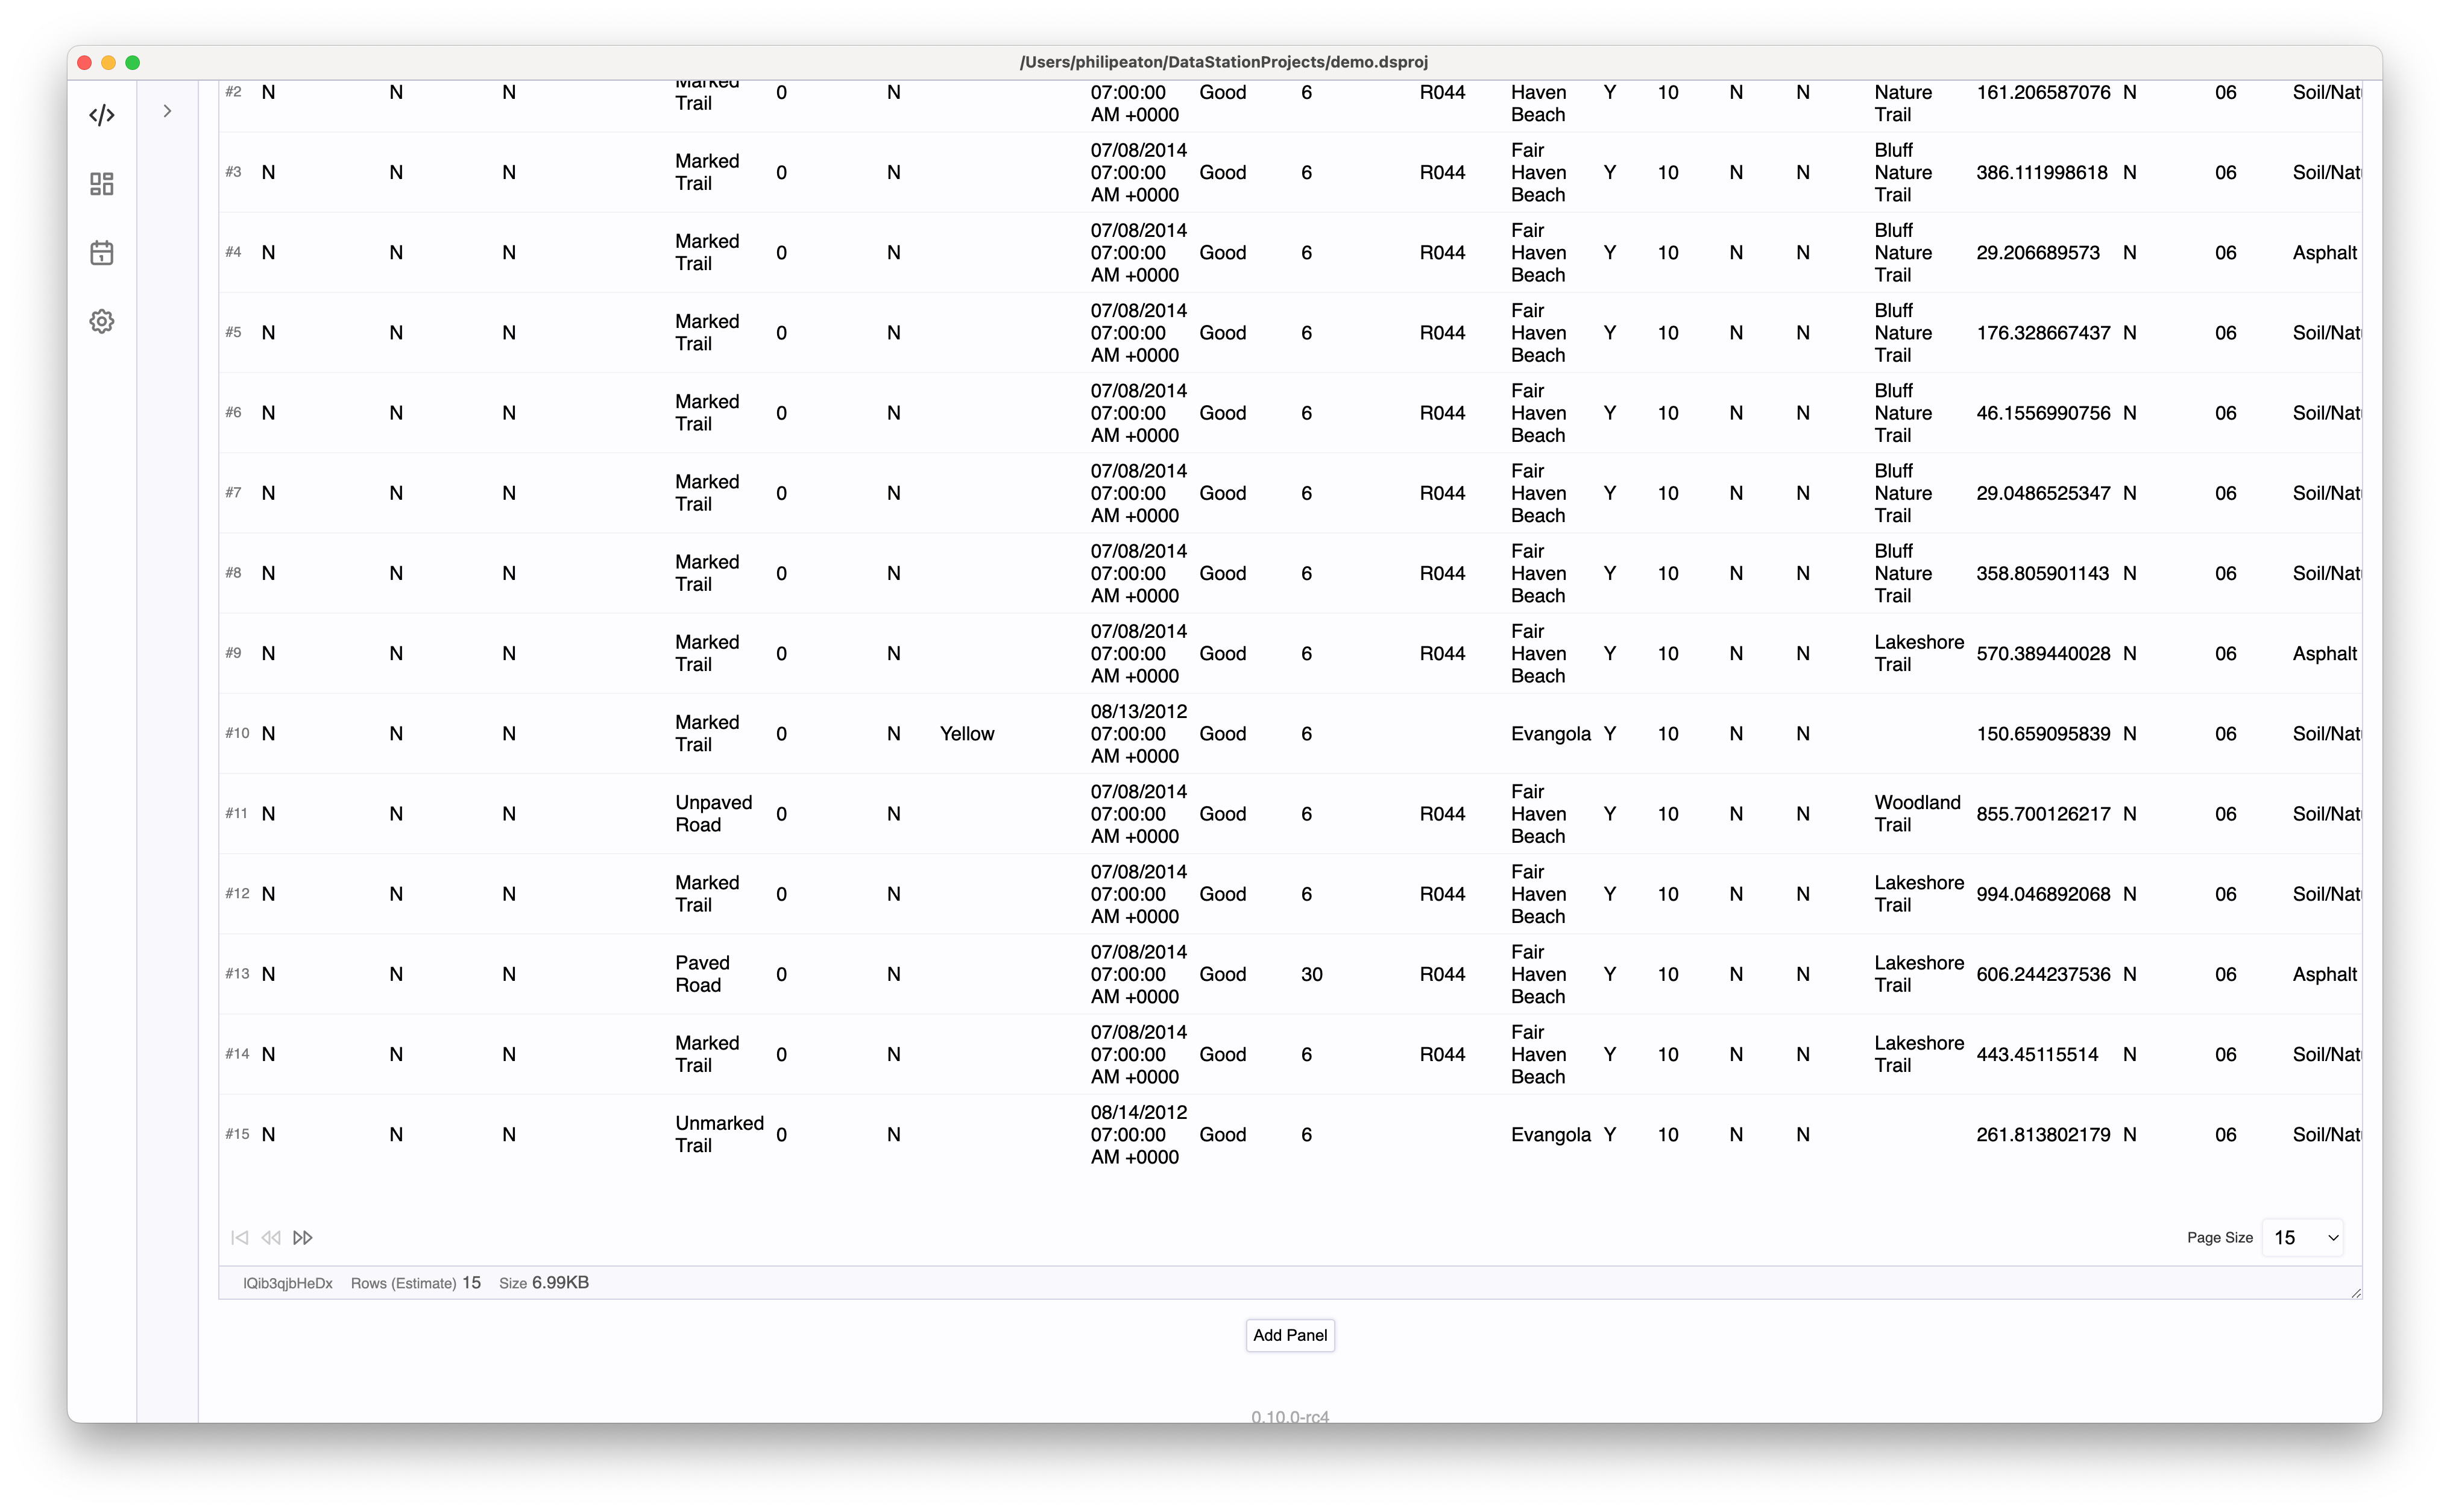 /Users/philipeaton/DataStationProjects/demo.dsproj
#2 N N N Marked Trail 0 N 07:00:00 AM +0000 Good 6 R044 Haven Beach Y 10 N N Nature Trail 161.206587076 N 06 Soil/Nat
#3 N N N Marked Trail 0 N 07/08/2014 07:00:00 AM +0000 Good 6 R044 Fair Haven Beach Y 10 N N Bluff Nature Trail 386.111998618 N 06 Soil/Nat
#4 N N N Marked Trail 0 N 07/08/2014 07:00:00 AM +0000 Good 6 R044 Fair Haven Beach Y 10 N N Bluff Nature Trail 29.206689573 N 06 Asphalt
#5 N N N Marked Trail 0 N 07/08/2014 07:00:00 AM +0000 Good 6 R044 Fair Haven Beach Y 10 N N Bluff Nature Trail 176.328667437 N 06 Soil/Nat
#6 N N N Marked Trail 0 N 07/08/2014 07:00:00 AM +0000 Good 6 R044 Fair Haven Beach Y 10 N N Bluff Nature Trail 46.1556990756 N 06 Soil/Nat
#7 N N N Marked Trail 0 N 07/08/2014 07:00:00 AM +0000 Good 6 R044 Fair Haven Beach Y 10 N N Bluff Nature Trail 29.0486525347 N 06 Soil/Nat
#8 N N N Marked Trail 0 N 07/08/2014 07:00:00 AM +0000 Good 6 R044 Fair Haven Beach Y 10 N N Bluff Nature Trail 358.805901143 N 06 Soil/Nat
#9 N N N Marked Trail 0 N 07/08/2014 07:00:00 AM +0000 Good 6 R044 Fair Haven Beach Y 10 N N Lakeshore Trail 570.389440028 N 06 Asphalt
#10 N N N Marked Trail 0 N Yellow 08/13/2012 07:00:00 AM +0000 Good 6 Evangola Y 10 N N 150.659095839 N 06 Soil/Nat
#11 N N N Unpaved Road 0 N 07/08/2014 07:00:00 AM +0000 Good 6 R044 Fair Haven Beach Y 10 N N Woodland Trail 855.700126217 N 06 Soil/Nat
#12 N N N Marked Trail 0 N 07/08/2014 07:00:00 AM +0000 Good 6 R044 Fair Haven Beach Y 10 N N Lakeshore Trail 994.046892068 N 06 Soil/Nat
#13 N N N Paved Road 0 N 07/08/2014 07:00:00 AM +0000 Good 30 R044 Fair Haven Beach Y 10 N N Lakeshore Trail 606.244237536 N 06 Asphalt
#14 N N N Marked Trail 0 N 07/08/2014 07:00:00 AM +0000 Good 6 R044 Fair Haven Beach Y 10 N N Lakeshore Trail 443.45115514 N 06 Soil/Nat
#15 N N N Unmarked Trail 0 N 08/14/2012 07:00:00 AM +0000 Good 6 Evangola Y 10 N N 261.813802179 N 06 Soil/Nat
Page Size 15
lQib3qjbHeDx Rows (Estimate) 15 Size 6.99KB
Add Panel
0.10.0-rc4